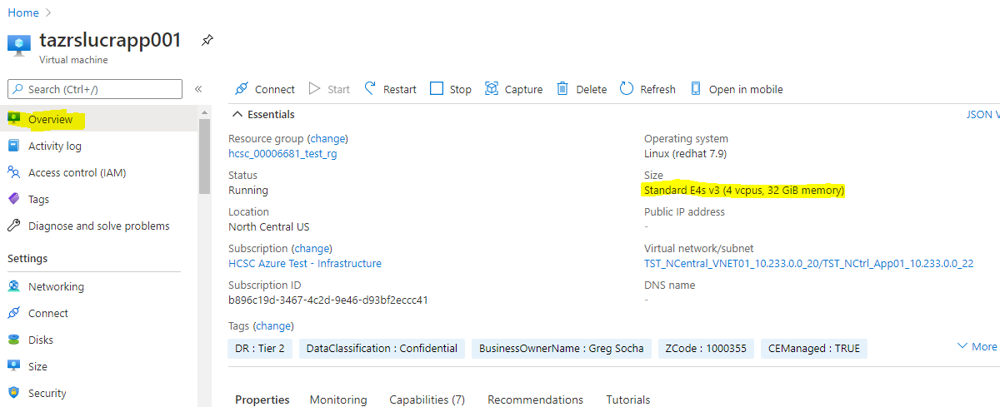 Home
tazrslucrapp001
Virtual machine
Search (Ctrl+/)
«
Overview
Activity log
Access control (IAM)
Tags
Diagnose and solve problems
Settings
Networking
Connect
Disks
Size
Security
Connect Start Restart Stop Capture Delete Refresh Open in mobile
Essentials
JSON V
Resource group (change)
hcsc_00006681_test_rg
Status
Running
Location
North Central US
Subscription (change)
HCSC Azure Test - Infrastructure
Subscription ID
b896c19d-3467-4c2d-9e46-d93bf2eccc41
Operating system
Linux (redhat 7.9)
Size
Standard E4s v3 (4 vcpus, 32 GiB memory)
Public IP address
-
Virtual network/subnet
TST_NCentral_VNET01_10.233.0.0_20/TST_NCtrl_App01_10.233.0.0_22
DNS name
-
Tags (change)
DR : Tier 2 DataClassification : Confidential BusinessOwnerName : Greg Socha ZCode : 1000355 CEManaged : TRUE
More
Properties Monitoring Capabilities (7) Recommendations Tutorials